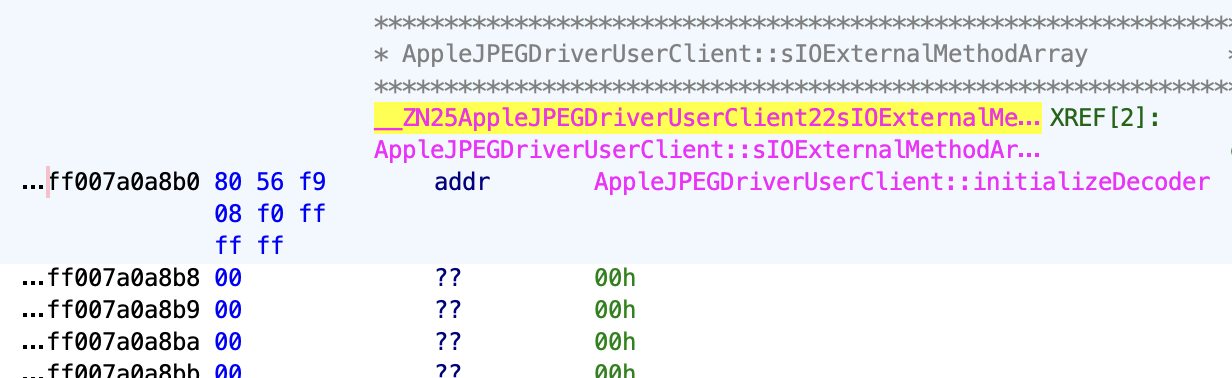 ******************************************************
* AppleJPEGDriverUserClient::sIOExternalMethodArray *
******************************************************
__ZN25AppleJPEGDriverUserClient22sIOExternalMe... XREF[2]:
AppleJPEGDriverUserClient::sIOExternalMethodAr...
...ff007a0a8b0 80 56 f9 addr AppleJPEGDriverUserClient::initializeDecoder
08 f0 ff
ff ff
...ff007a0a8b8 00 ?? 00h
...ff007a0a8b9 00 ?? 00h
...ff007a0a8ba 00 ?? 00h
...ff007a0a8bb 00 ?? 00h